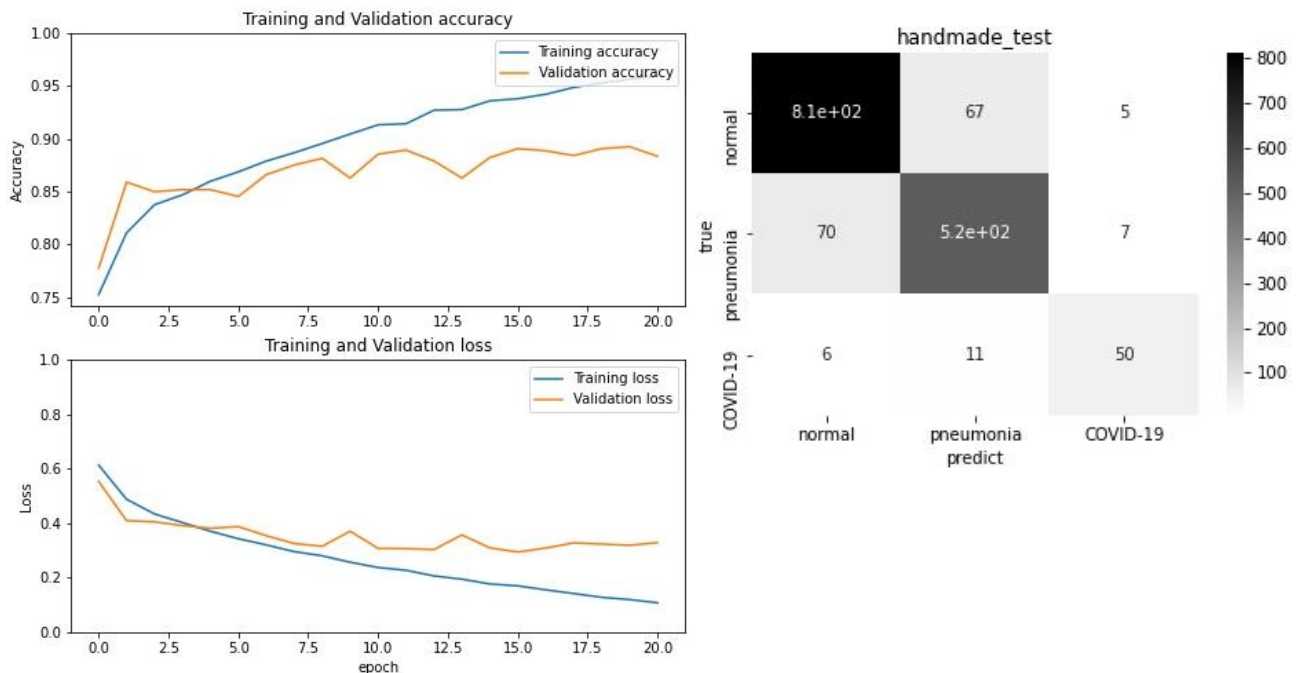 Training and Validation accuracy
1.00
0.95
0.90
0.85
0.80
0.75
Accuracy
Training accuracy
Validation accuracy
0.0 2.5 5.0 7.5 10.0 12.5 15.0 17.5 20.0
Training and Validation loss
1.0
0.8
0.6
0.4
0.2
0.0
Loss
Training loss
Validation loss
0.0 2.5 5.0 7.5 10.0 12.5 15.0 17.5 20.0
epoch
handmade_test
true
normal
8.1e+02 67 5
pneumonia
70 5.2e+02 7
COVID-19
6 11 50
normal pneumonia COVID-19
predict
800
700
600
500
400
300
200
100